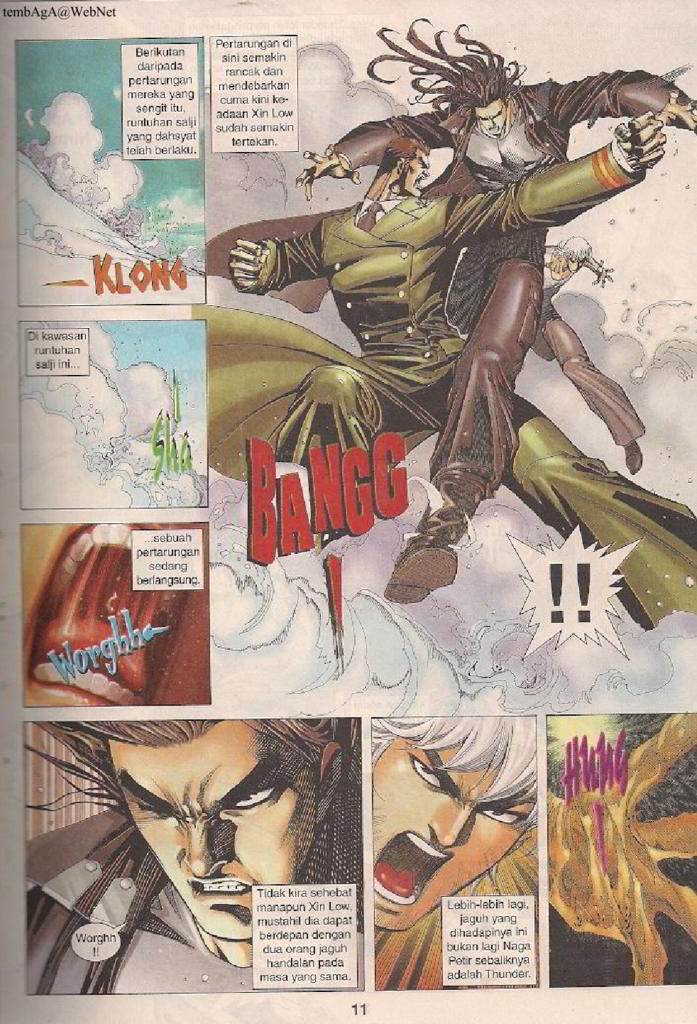 tembAgA@WebNet
Berikutan
daripada
pertarungan
mereka yang
sengit itu,
runtuhan salji
yang dahsyat
telah berlaku.
KLONG
Pertarungan di
sini semakin
rancak dan
mendebarkan
cuma kini ke-
adaan Xin Low
sudah semakin
tertekan.
Di kawasan
runtuhan
salji ini...
Sha
...sebuah
pertarungan
sedang
berlangsung.
Worghh
BANGG
!
!!
Worghh
!!
Tidak kira sehebat
manapun Xin Low,
mustahil dia dapat
berdepan dengan
dua orang jaguh
handalan pada
masa yang sama.
Lebih-lebih lagi,
jaguh yang
dihadapinya ini
bukan lagi Naga
Petir sebaliknya
adalah Thunder.
HUNG
!
11